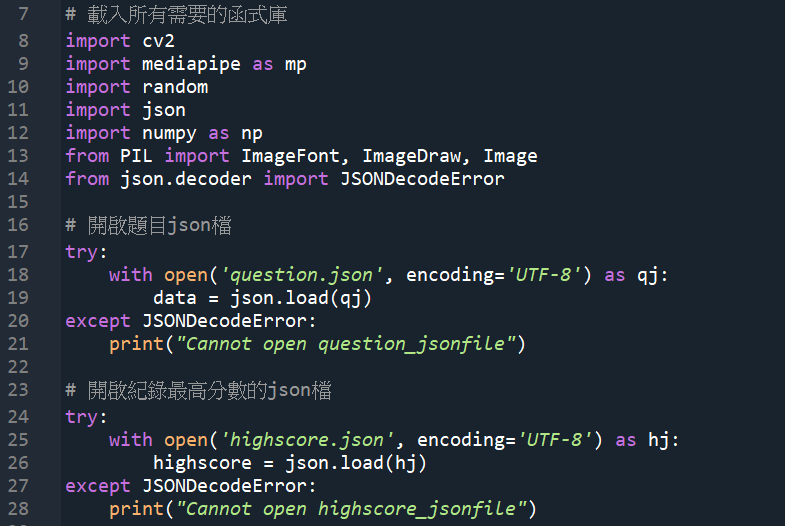 7 # 載入所有需要的函式庫
8 import cv2
9 import mediapipe as mp
10 import random
11 import json
12 import numpy as np
13 from PIL import ImageFont, ImageDraw, Image
14 from json.decoder import JSONDecodeError
15
16 # 開啟題目json檔
17 try:
18     with open('question.json', encoding='UTF-8') as qj:
19         data = json.load(qj)
20 except JSONDecodeError:
21     print("Cannot open question_jsonfile")
22
23 # 開啟紀錄最高分數的json檔
24 try:
25     with open('highscore.json', encoding='UTF-8') as hj:
26         highscore = json.load(hj)
27 except JSONDecodeError:
28     print("Cannot open highscore_jsonfile")